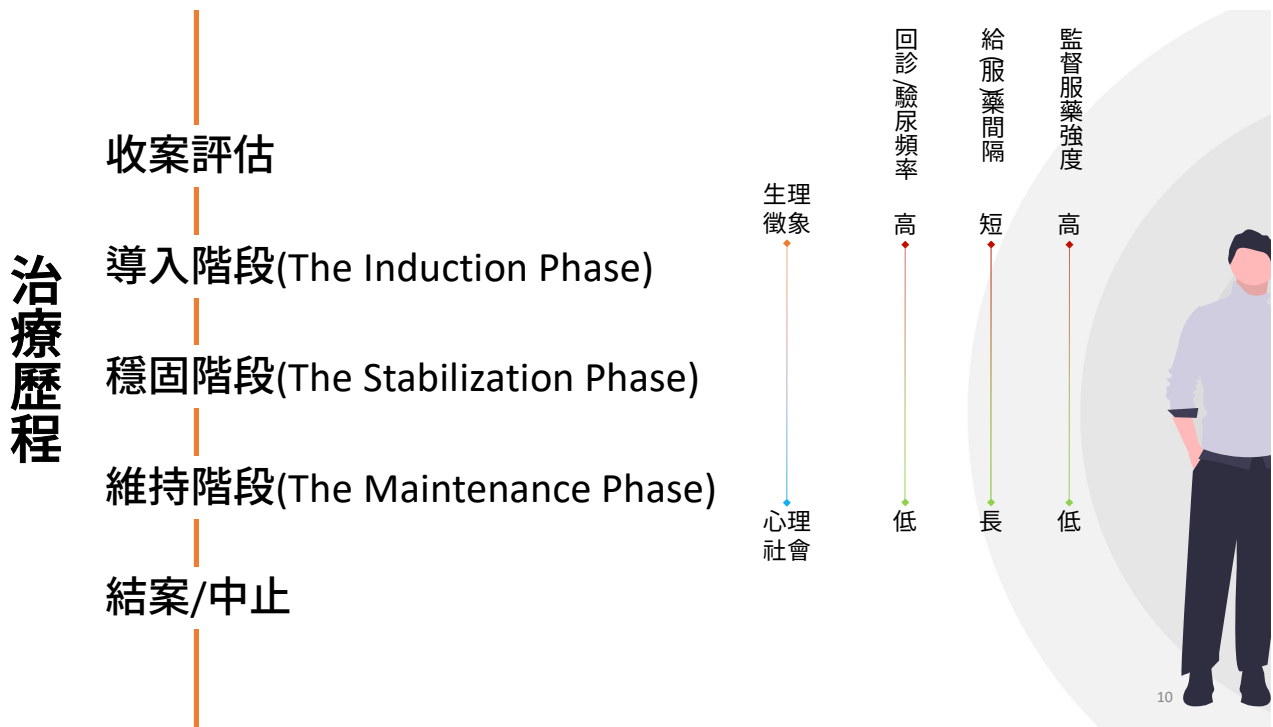 治療歷程
收案評估
導入階段(The Induction Phase)
穩固階段(The Stabilization Phase)
維持階段(The Maintenance Phase)
結案/中止
生理
徵象
心理
社會
回診/驗尿頻率
高
低
給(服)藥間隔
短
長
監督服藥強度
高
低
10